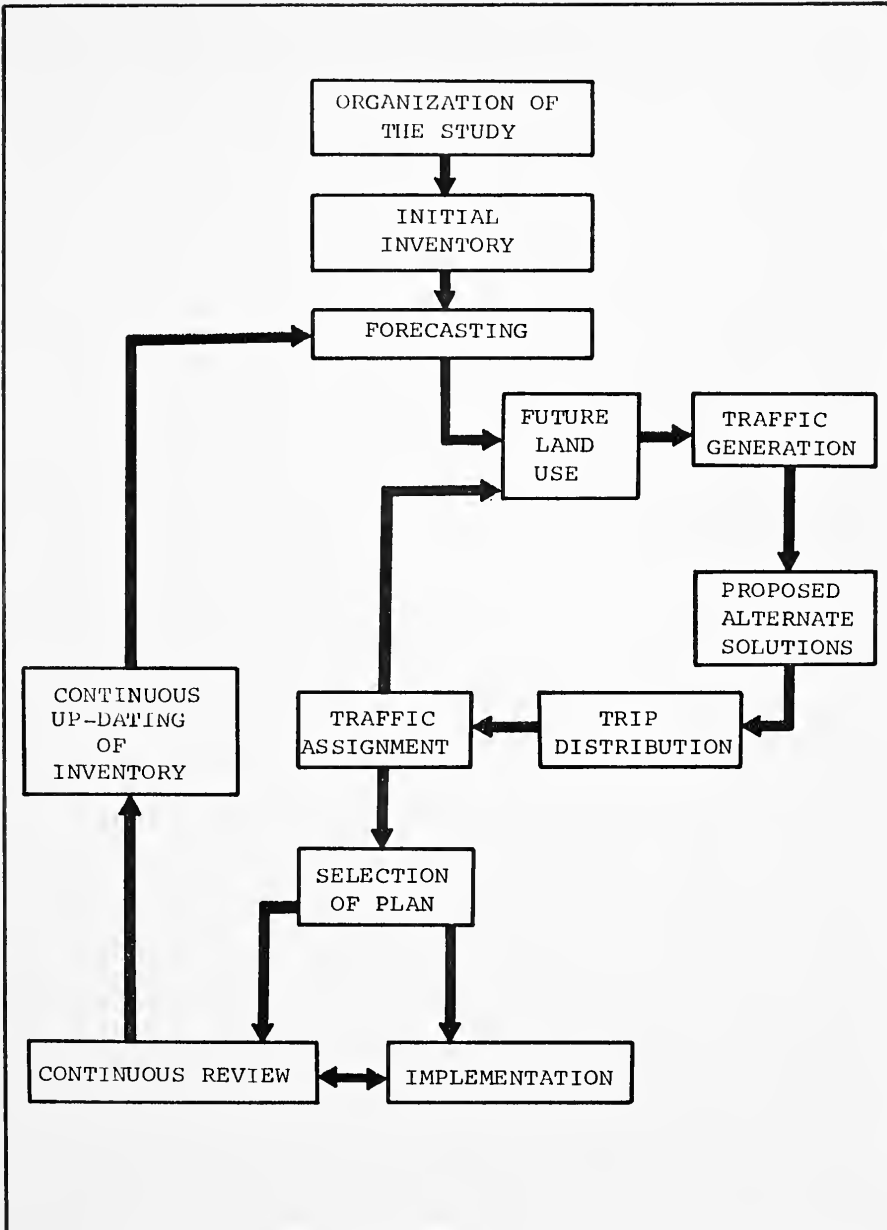 ORGANIZATION OF
THE STUDY
INITIAL
INVENTORY
FORECASTING
FUTURE
LAND
USE
TRAFFIC
GENERATION
PROPOSED
ALTERNATE
SOLUTIONS
CONTINUOUS
UP-DATING
OF
INVENTORY
TRAFFIC
ASSIGNMENT
TRIP
DISTRIBUTION
SELECTION
OF PLAN
CONTINUOUS REVIEW
IMPLEMENTATION